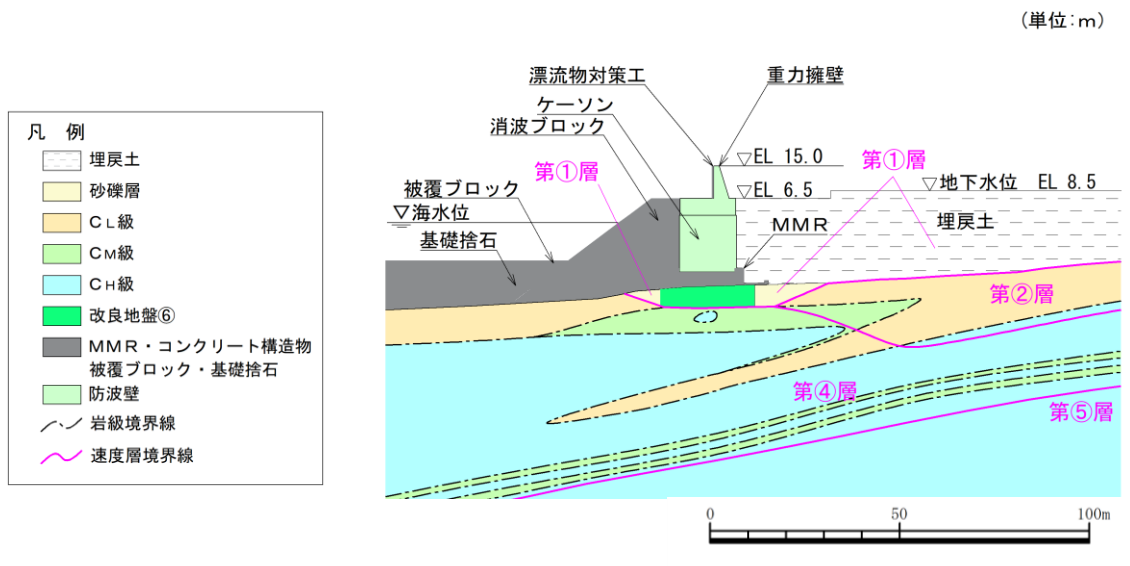 (単位:m)
漂流物対策工
重力擁壁
ケーソン
消波ブロック
▽EL 15.0
第①層
第①層
被覆ブロック
▽EL 6.5
▽地下水位 EL 8.5
▽海水位
埋戻土
MMR
基礎捨石
第②層
第④層
第⑤層
凡 例
埋戻土
砂礫層
CL級
CM級
CH級
改良地盤⑥
MMR・コンクリート構造物
被覆ブロック・基礎捨石
防波壁
岩級境界線
速度層境界線
0 50 100m